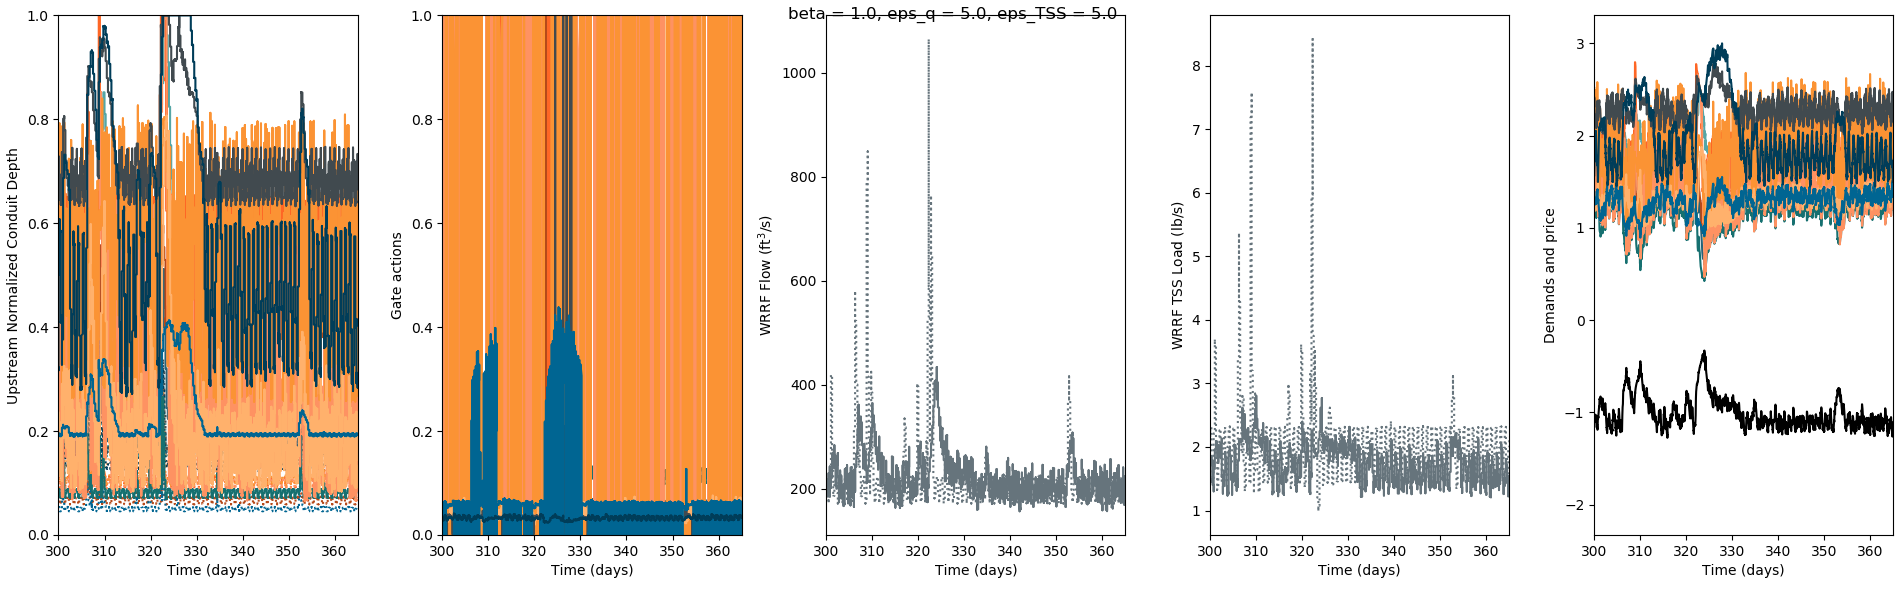 beta = 1.0, eps_q = 5.0, eps_TSS = 5.0
Upstream Normalized Conduit Depth
1.0
0.8
0.6
0.4
0.2
0.0
300 310 320 330 340 350 360
Time (days)
Gate actions
1.0
0.8
0.6
0.4
0.2
0.0
300 310 320 330 340 350 360
Time (days)
WRRF Flow (ft³/s)
1000
800
600
400
200
300 310 320 330 340 350 360
Time (days)
WRRF TSS Load (lb/s)
8
7
6
5
4
3
2
1
300 310 320 330 340 350 360
Time (days)
Demands and price
3
2
1
0
−1
−2
300 310 320 330 340 350 360
Time (days)